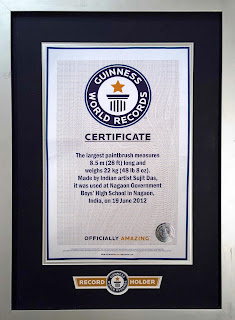 GUINNESS
WORLD RECORDS
CERTIFICATE
The largest paintbrush measures
8.5 m (28 ft) long and
weighs 22 kg (48 lb 8 oz).
Made by Indian artist Sujit Das,
it was used at Nagaon Government
Boys' High School in Nagaon,
India, on 19 June 2012
OFFICIALLY AMAZING
RECORD HOLDER